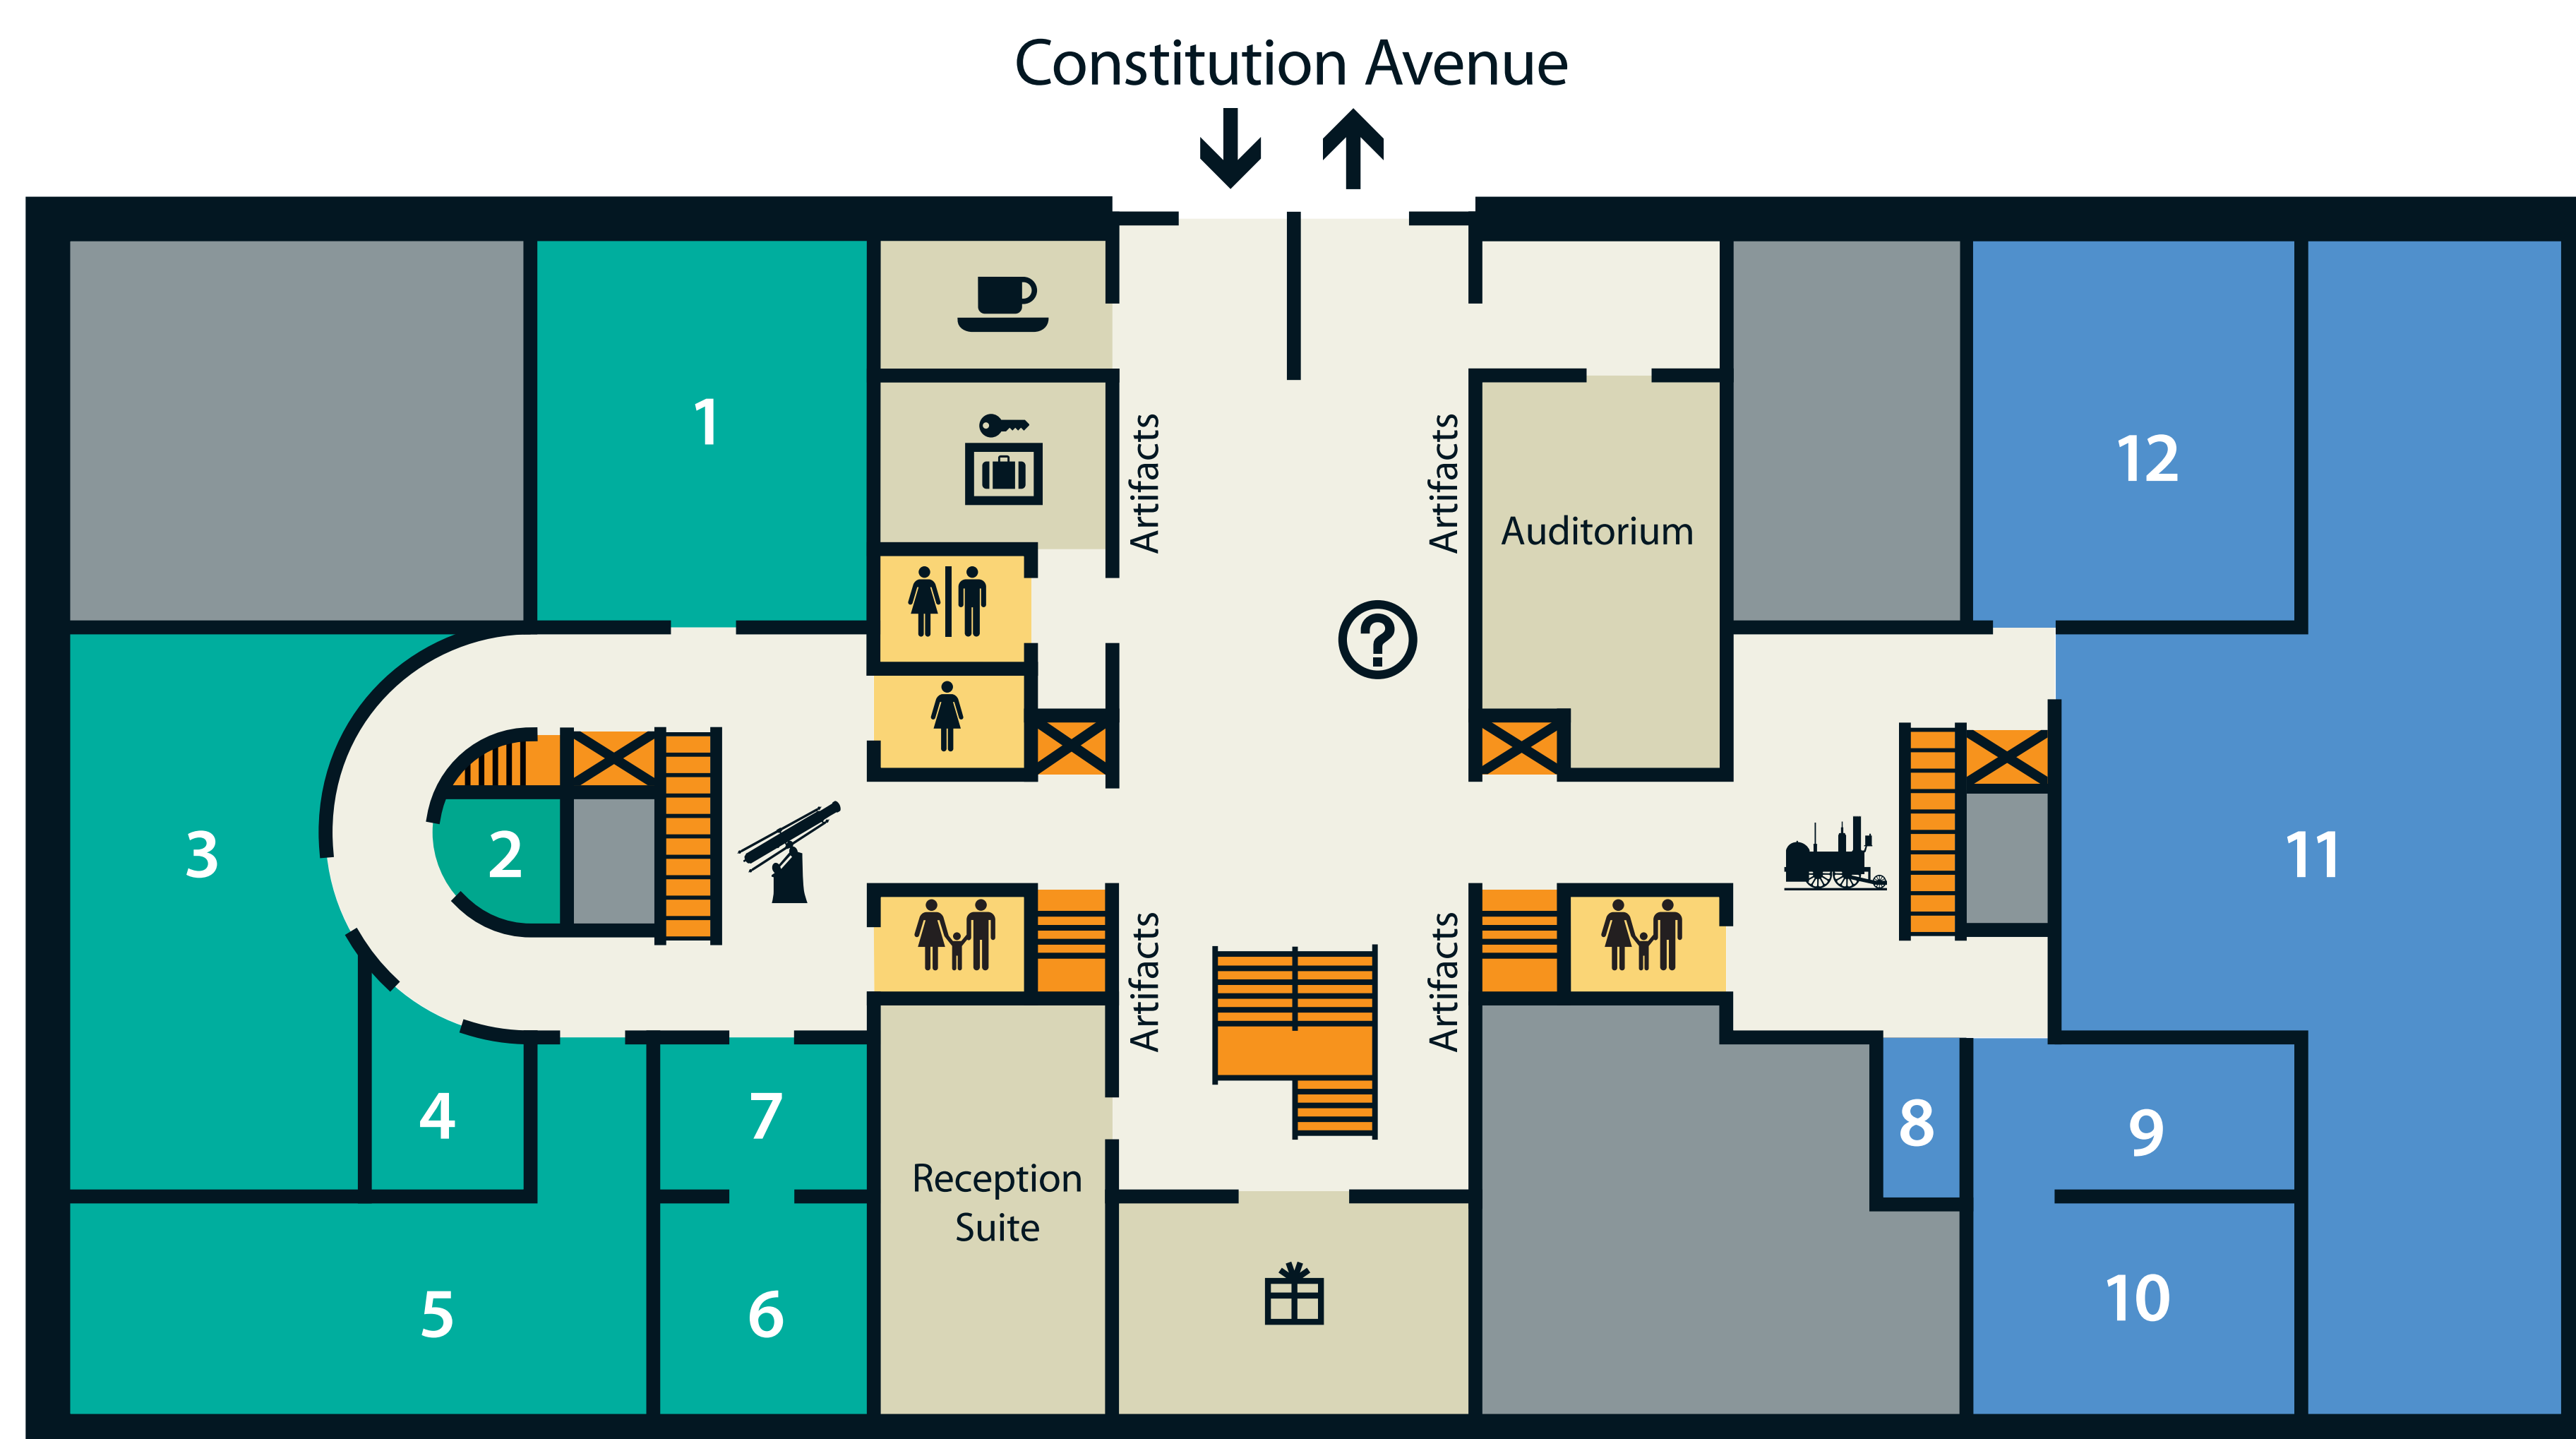 Constitution Avenue
1
12
Artifacts
Artifacts
Auditorium
?
3
2
11
Artifacts
Artifacts
4
7
8
9
Reception
Suite
5
6
10